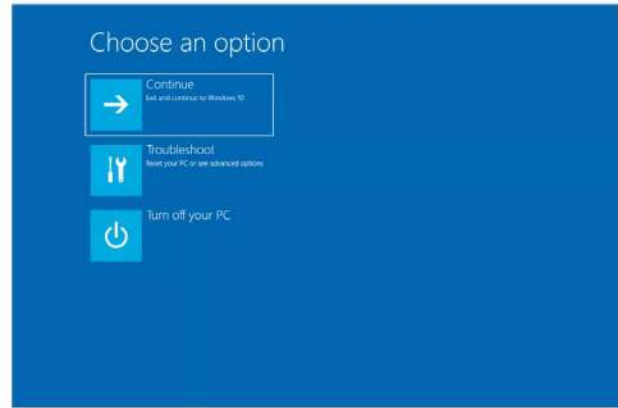 Choose an option
Continue
Exit and continue to Windows 10
Troubleshoot
Reset your PC or see advanced options
Turn off your PC